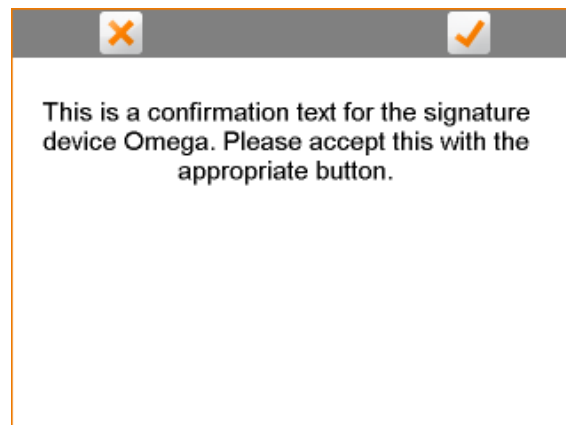 This is a confirmation text for the signature
device Omega. Please accept this with the
appropriate button.